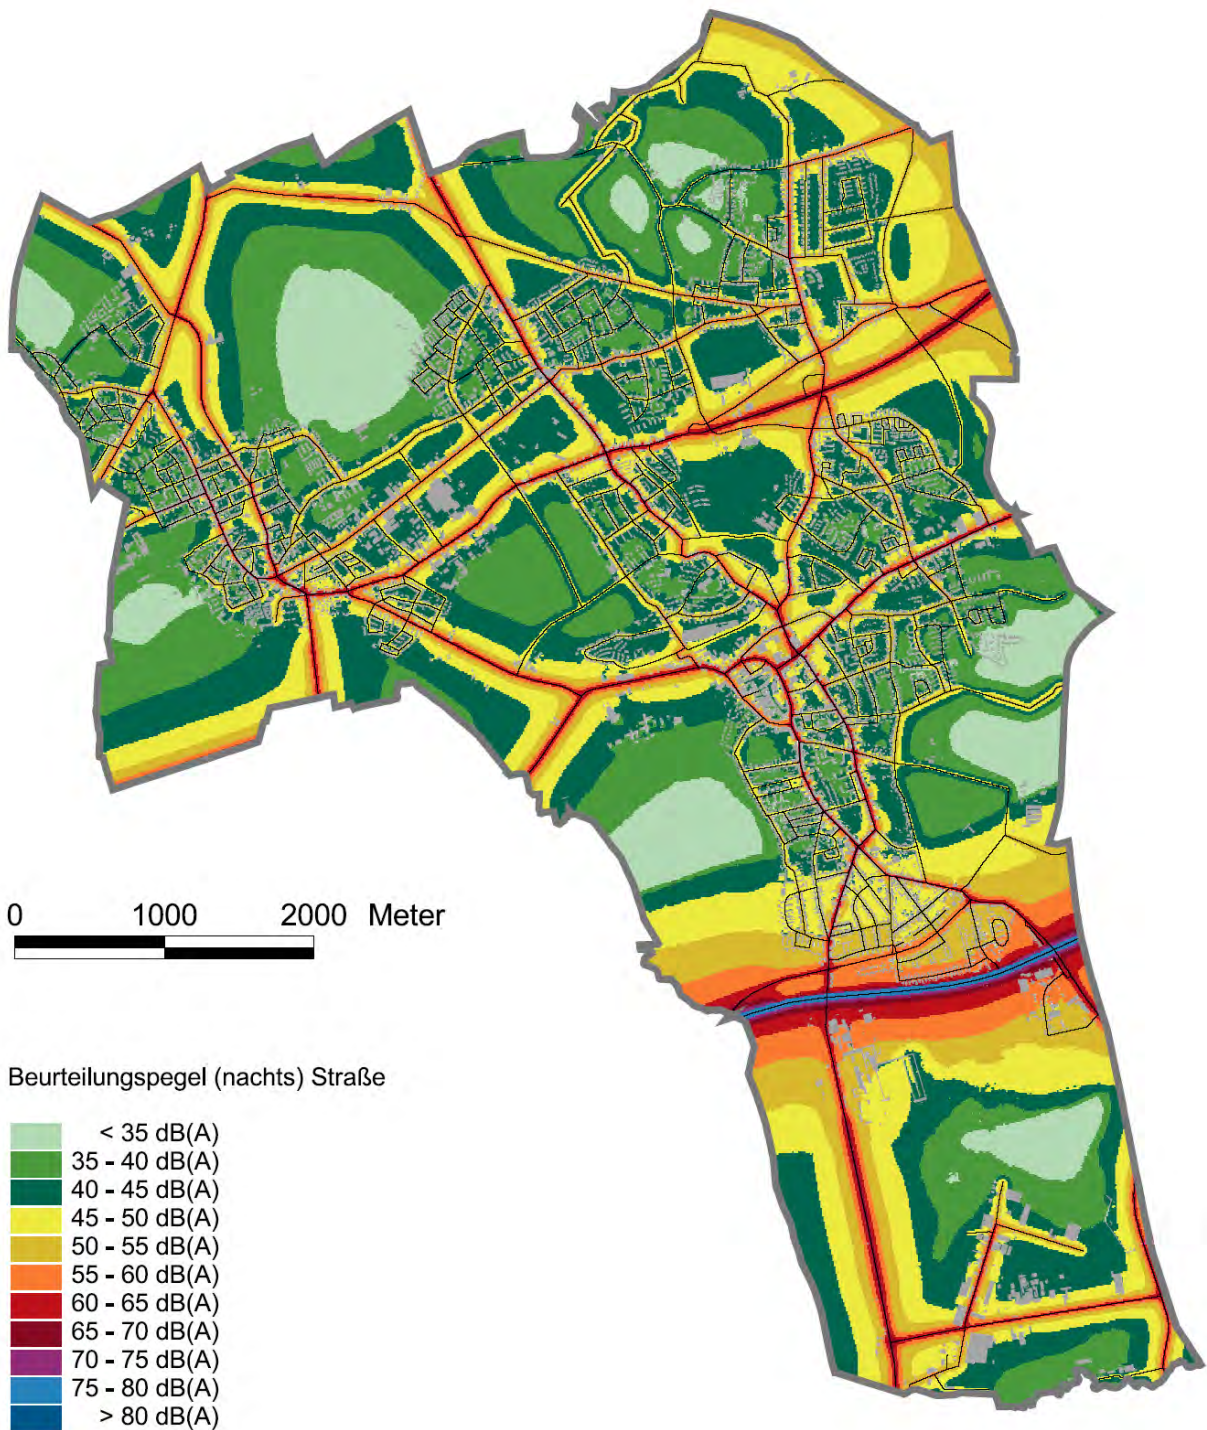 0 1000 2000 Meter
Beurteilungspegel (nachts) Straße
< 35 dB(A)
35 - 40 dB(A)
40 - 45 dB(A)
45 - 50 dB(A)
50 - 55 dB(A)
55 - 60 dB(A)
60 - 65 dB(A)
65 - 70 dB(A)
70 - 75 dB(A)
75 - 80 dB(A)
> 80 dB(A)